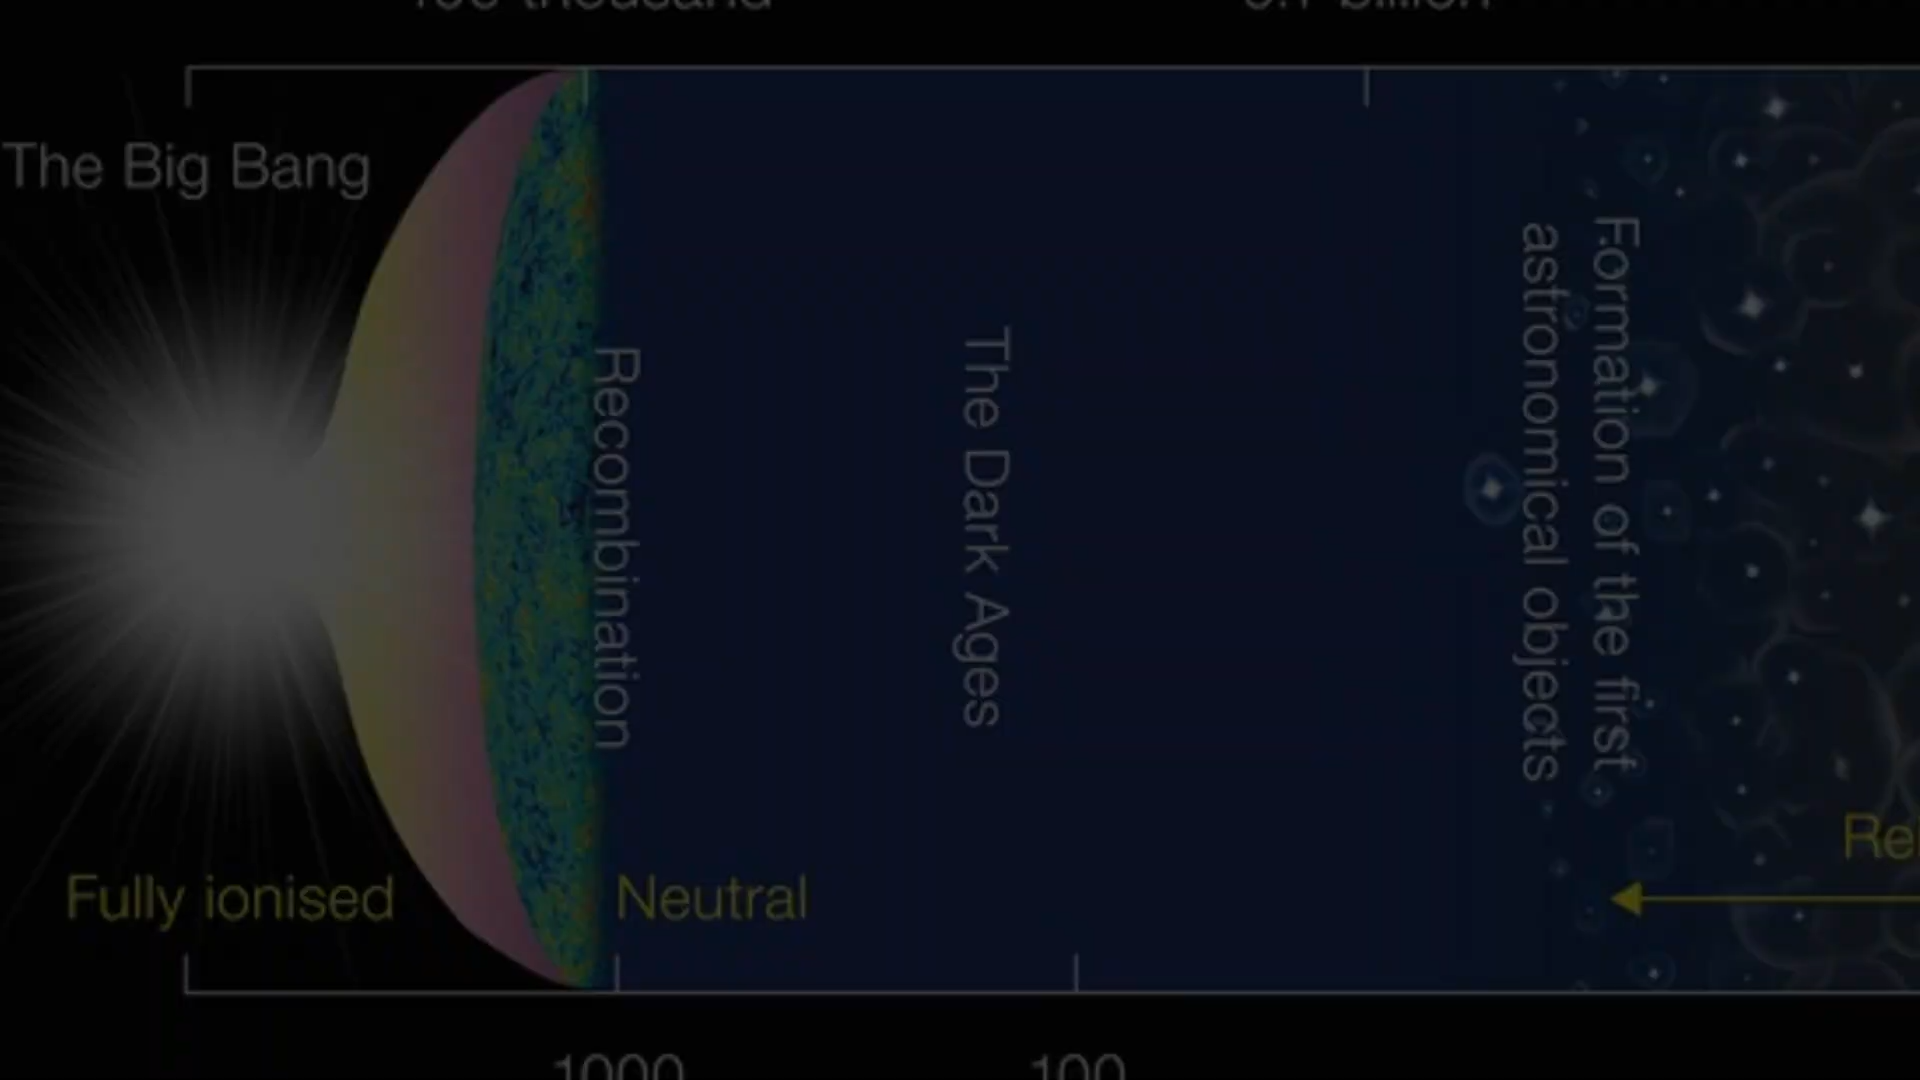 The Big Bang
Recombination
The Dark Ages
Formation of the first
astronomical objects
Fully ionised
Neutral
1000
100